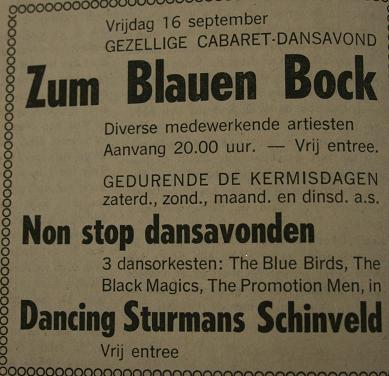 Vrijdag 16 september
GEZELLIGE CABARET-DANSAVOND
Zum Blauen Bock
Diverse medewerkende artiesten
Aanvang 20.00 uur. — Vrij entree.
GEDURENDE DE KERMISDAGEN
zaterd., zond., maand. en dinsd. a.s.
Non stop dansavonden
3 dansorkesten: The Blue Birds, The
Black Magics, The Promotion Men, in
Dancing Sturmans Schinveld
Vrij entree